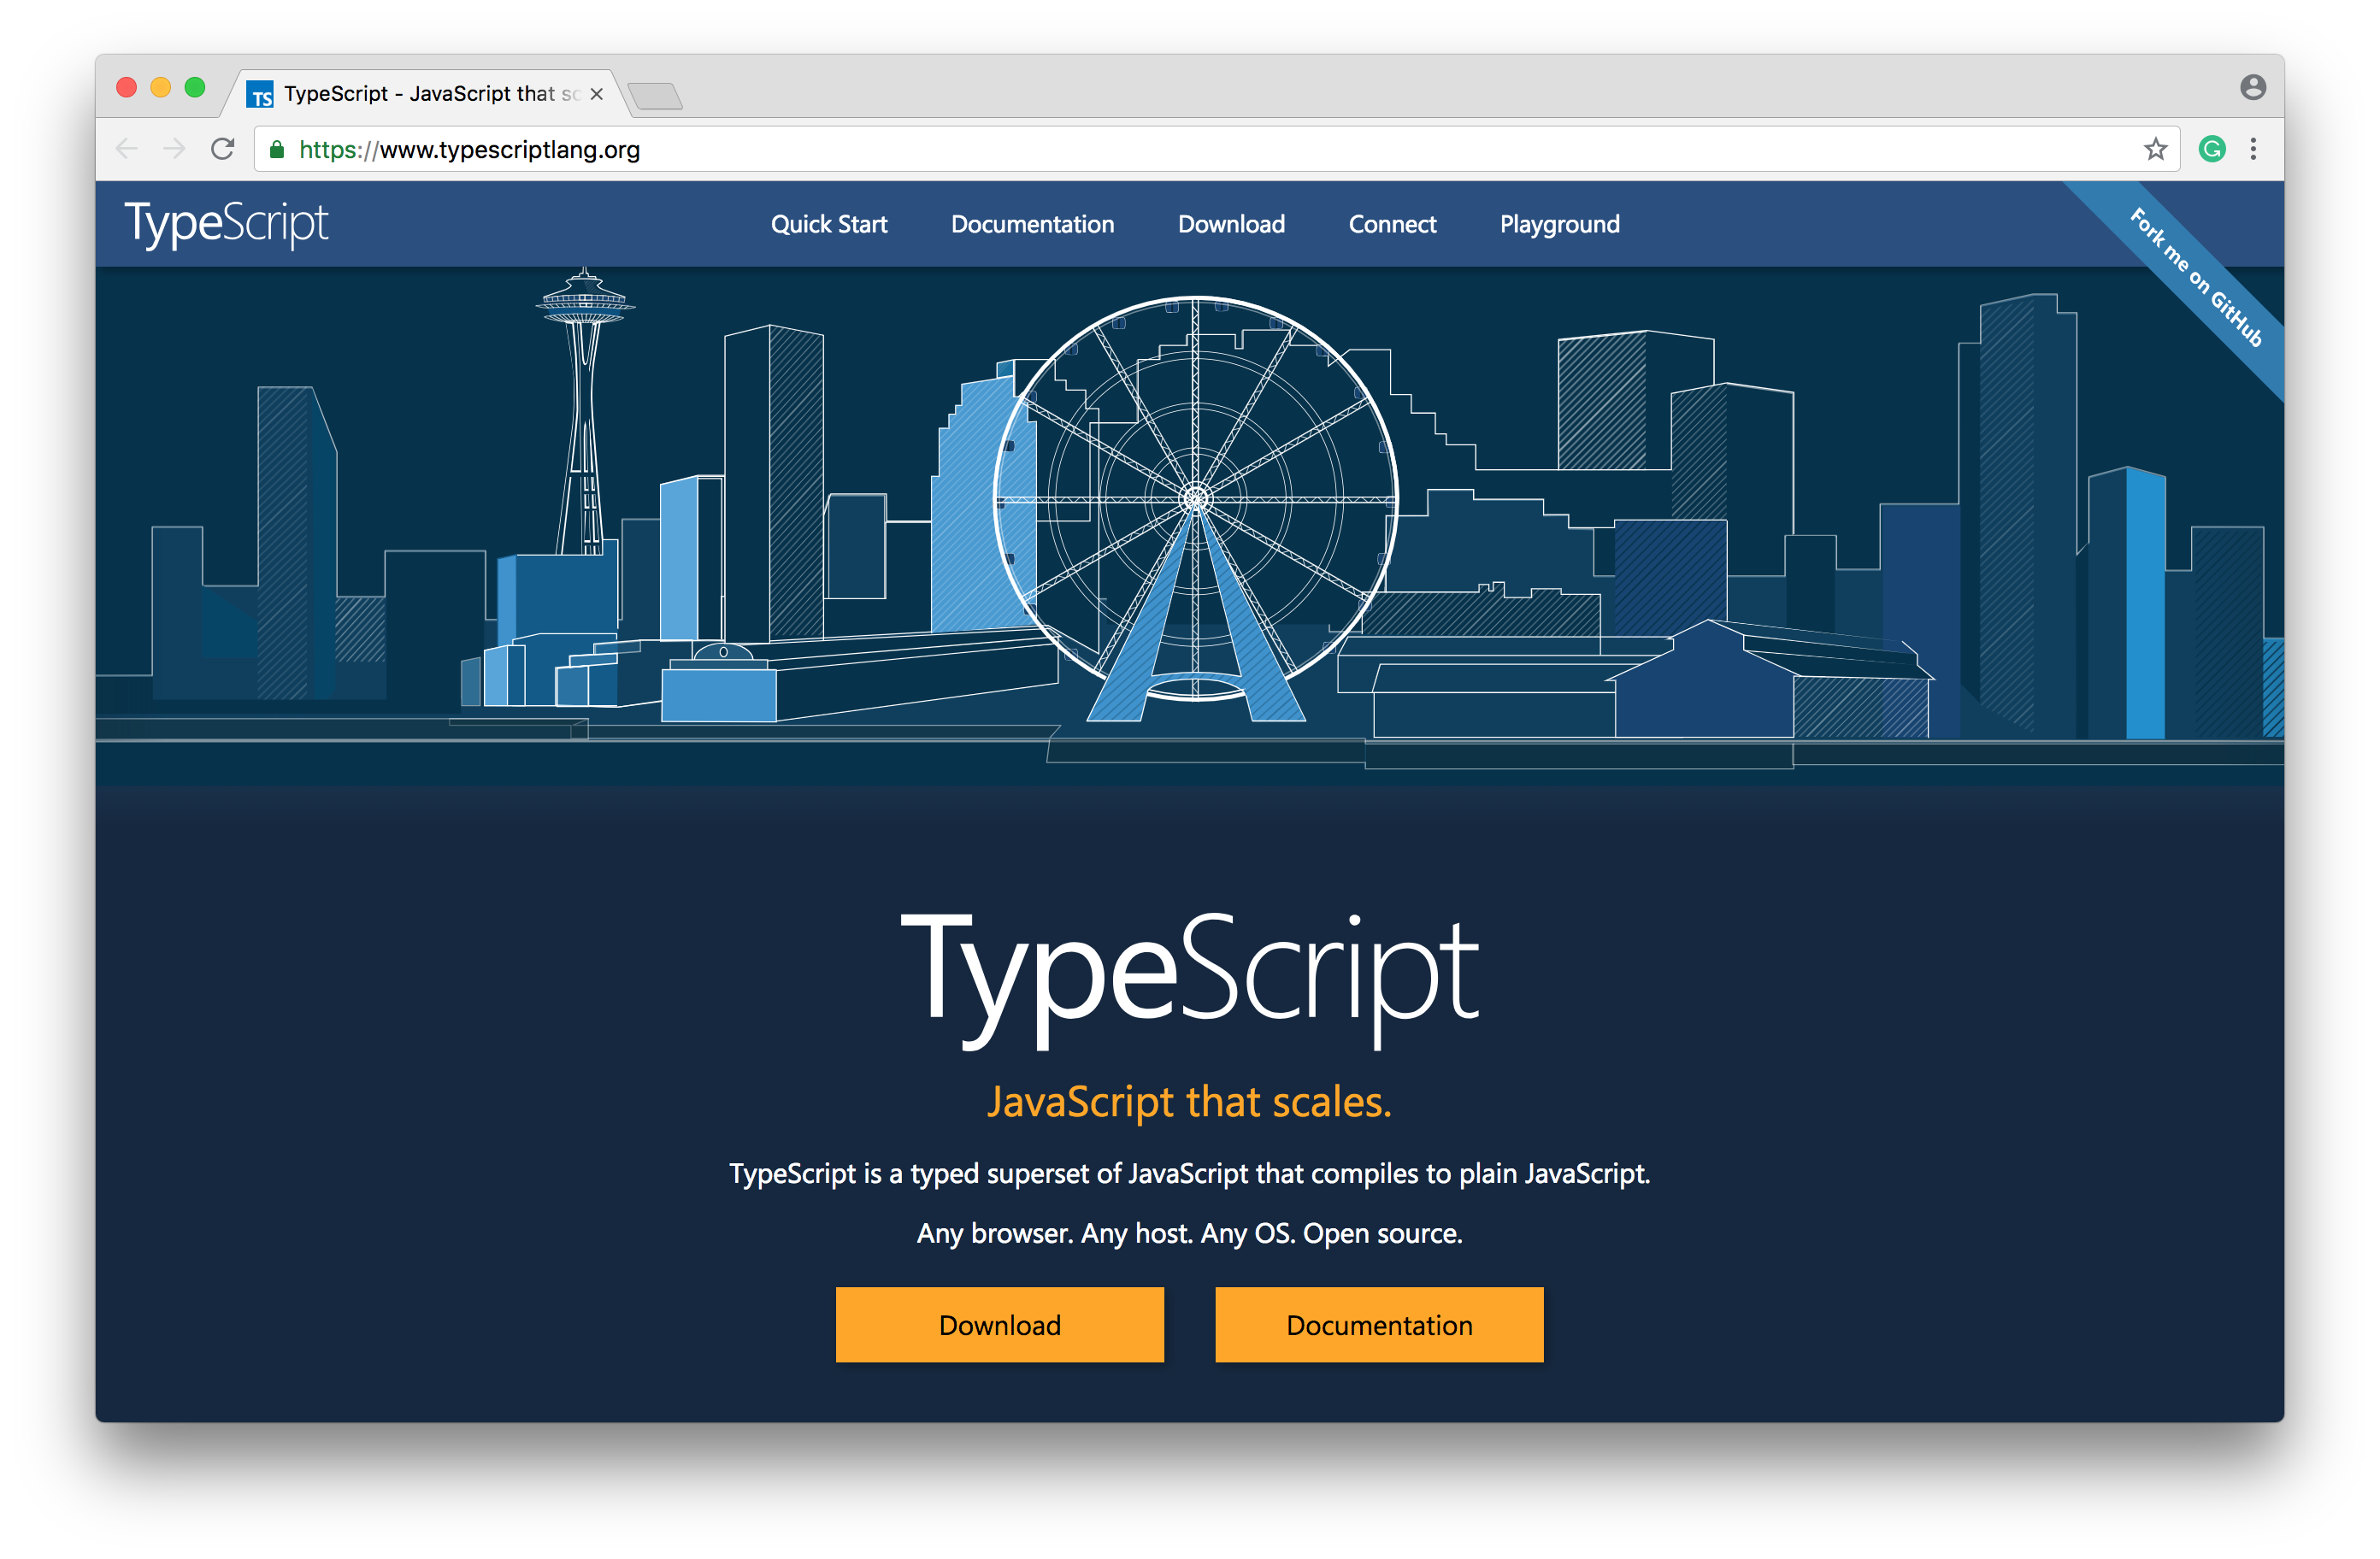 TS TypeScript - JavaScript that sc
https://www.typescriptlang.org
TypeScript
Quick Start Documentation Download Connect Playground
Fork me on GitHub
TypeScript
JavaScript that scales.
TypeScript is a typed superset of JavaScript that compiles to plain JavaScript.
Any browser. Any host. Any OS. Open source.
Download Documentation